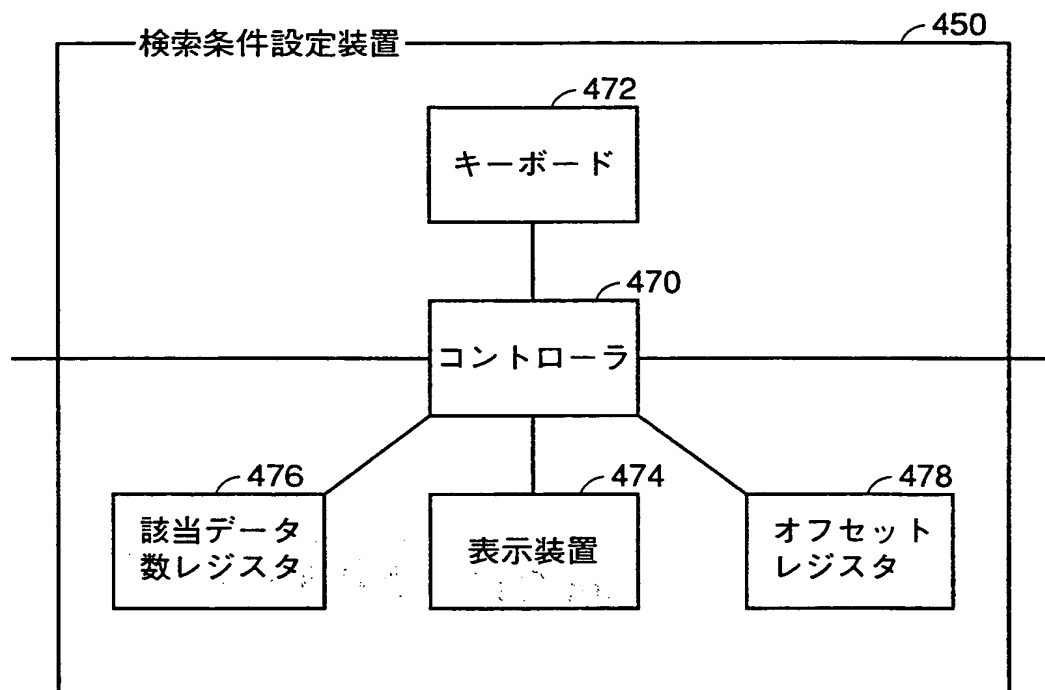 検索条件設定装置
450
472
キーボード
470
コントローラ
476
該当データ
数レジスタ
474
表示装置
478
オフセット
レジスタ